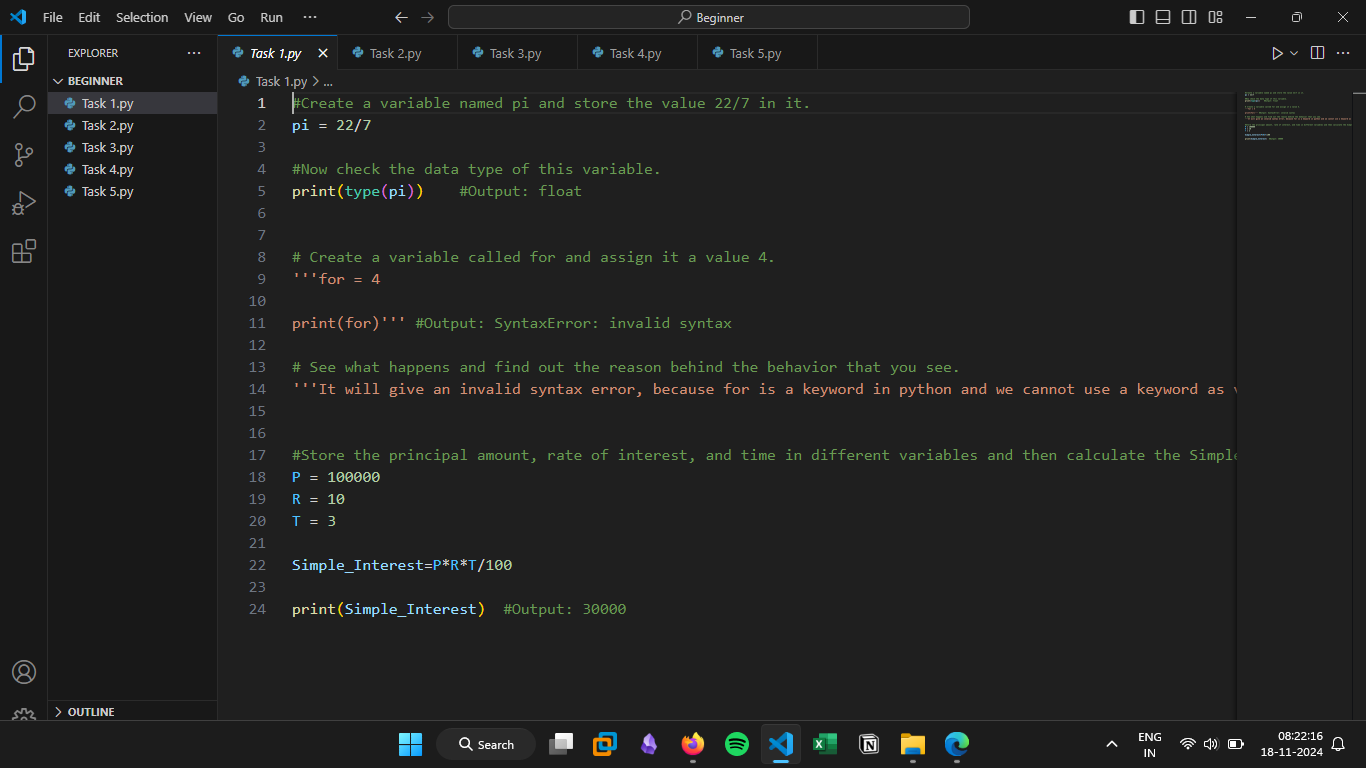 File Edit Selection View Go Run ···
Beginner
EXPLORER ···
BEGINNER
Task 1.py
Task 2.py
Task 3.py
Task 4.py
Task 5.py
OUTLINE
Task 1.py Task 2.py Task 3.py Task 4.py Task 5.py
Task 1.py > ...
1 #Create a variable named pi and store the value 22/7 in it.
2 pi = 22/7
3
4 #Now check the data type of this variable.
5 print(type(pi)) #Output: float
6
7
8 # Create a variable called for and assign it a value 4.
9 '''for = 4
10
11 print(for)''' #Output: SyntaxError: invalid syntax
12
13 # See what happens and find out the reason behind the behavior that you see.
14 '''It will give an invalid syntax error, because for is a keyword in python and we cannot use a keyword as
15
16
17 #Store the principal amount, rate of interest, and time in different variables and then calculate the Simple
18 P = 100000
19 R = 10
20 T = 3
21
22 Simple_Interest=P*R*T/100
23
24 print(Simple_Interest) #Output: 30000
Search
ENG
IN
08:22:16
18-11-2024